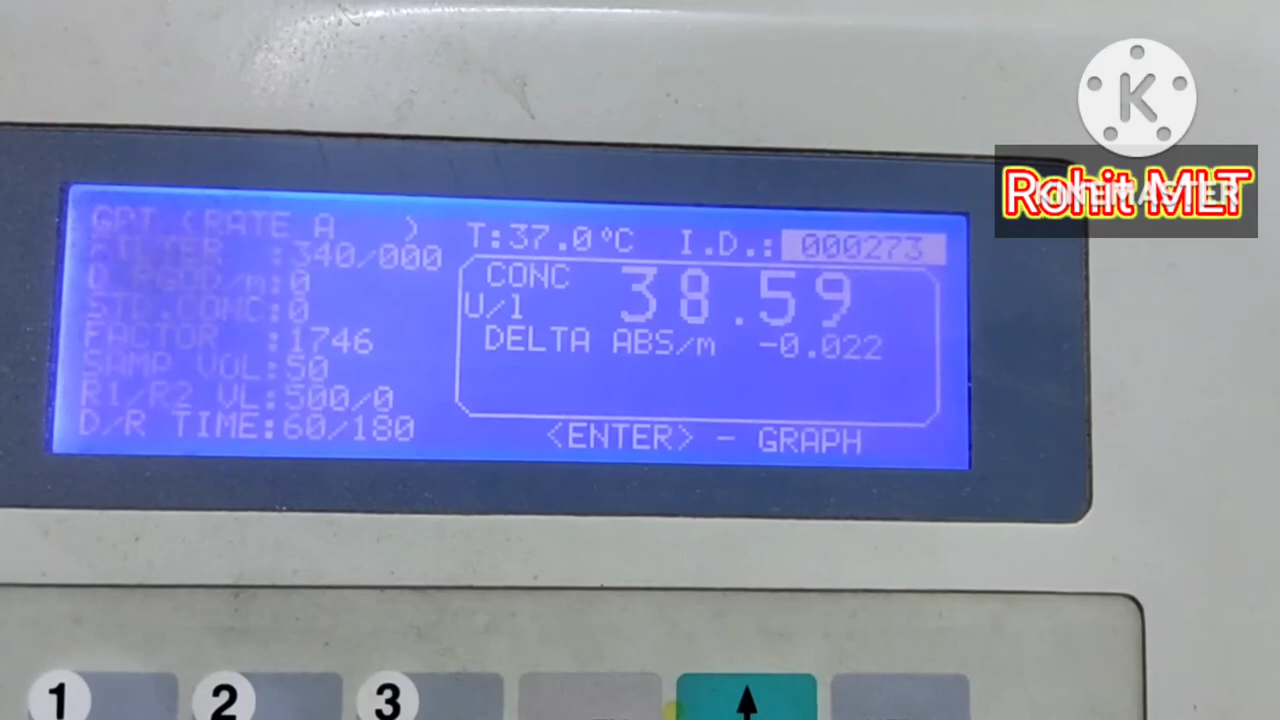 GPT (RATE A )
FILTER :340/000
STD.CONC:0
FACTOR :1746
SAMP VOL:50
R1/R2 VL:500/0
D/R TIME:60/180
T:37.0°C I.D.: 000273
CONC 38.59
U/l
DELTA ABS/m -0.022
<ENTER> - GRAPH
K
Rohit MLT
KINEMASTER
1 2 3